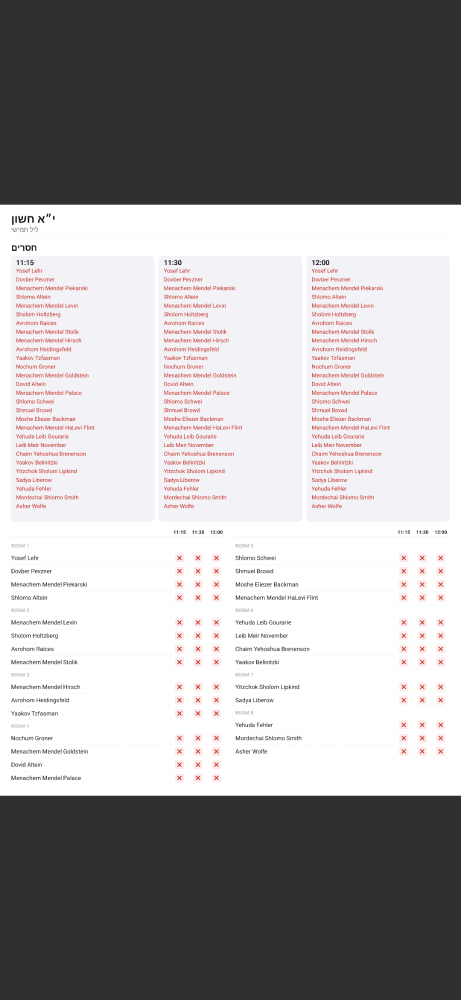 י״א חשון
ליל חמישי
חסרים
11:15
Yosef Lehr
Dovber Pevzner
Menachem Mendel Piekarski
Shlomo Altein
Menachem Mendel Levin
Sholom Holtzberg
Avrohom Raices
Menachem Mendel Stolik
Menachem Mendel Hirsch
Avrohom Heidingsfeld
Yaakov Tzfasman
Nochum Groner
Menachem Mendel Goldstein
Dovid Altein
Menachem Mendel Palace
Shlomo Schwei
Shmuel Browd
Moshe Eliezer Backman
Menachem Mendel HaLevi Flint
Yehuda Leib Gourarie
Leib Meir November
Chaim Yehoshua Brenenson
Yaakov Belinitzki
Yitzchok Sholom Lipkind
Sadya Liberow
Yehuda Fehler
Mordechai Shlomo Smith
Asher Wolfe
11:30
Yosef Lehr
Dovber Pevzner
Menachem Mendel Piekarski
Shlomo Altein
Menachem Mendel Levin
Sholom Holtzberg
Avrohom Raices
Menachem Mendel Stolik
Menachem Mendel Hirsch
Avrohom Heidingsfeld
Yaakov Tzfasman
Nochum Groner
Menachem Mendel Goldstein
Dovid Altein
Menachem Mendel Palace
Shlomo Schwei
Shmuel Browd
Moshe Eliezer Backman
Menachem Mendel HaLevi Flint
Yehuda Leib Gourarie
Leib Meir November
Chaim Yehoshua Brenenson
Yaakov Belinitzki
Yitzchok Sholom Lipkind
Sadya Liberow
Yehuda Fehler
Mordechai Shlomo Smith
Asher Wolfe
12:00
Yosef Lehr
Dovber Pevzner
Menachem Mendel Piekarski
Shlomo Altein
Menachem Mendel Levin
Sholom Holtzberg
Avrohom Raices
Menachem Mendel Stolik
Menachem Mendel Hirsch
Avrohom Heidingsfeld
Yaakov Tzfasman
Nochum Groner
Menachem Mendel Goldstein
Dovid Altein
Menachem Mendel Palace
Shlomo Schwei
Shmuel Browd
Moshe Eliezer Backman
Menachem Mendel HaLevi Flint
Yehuda Leib Gourarie
Leib Meir November
Chaim Yehoshua Brenenson
Yaakov Belinitzki
Yitzchok Sholom Lipkind
Sadya Liberow
Yehuda Fehler
Mordechai Shlomo Smith
Asher Wolfe
11:15 11:30 12:00
ROOM 1
Yosef Lehr
Dovber Pevzner
Menachem Mendel Piekarski
Shlomo Altein
ROOM 2
Menachem Mendel Levin
Sholom Holtzberg
Avrohom Raices
Menachem Mendel Stolik
ROOM 3
Menachem Mendel Hirsch
Avrohom Heidingsfeld
Yaakov Tzfasman
ROOM 4
Nochum Groner
Menachem Mendel Goldstein
Dovid Altein
Menachem Mendel Palace
11:15 11:30 12:00
ROOM 5
Shlomo Schwei
Shmuel Browd
Moshe Eliezer Backman
Menachem Mendel HaLevi Flint
ROOM 6
Yehuda Leib Gourarie
Leib Meir November
Chaim Yehoshua Brenenson
Yaakov Belinitzki
ROOM 7
Yitzchok Sholom Lipkind
Sadya Liberow
ROOM 8
Yehuda Fehler
Mordechai Shlomo Smith
Asher Wolfe